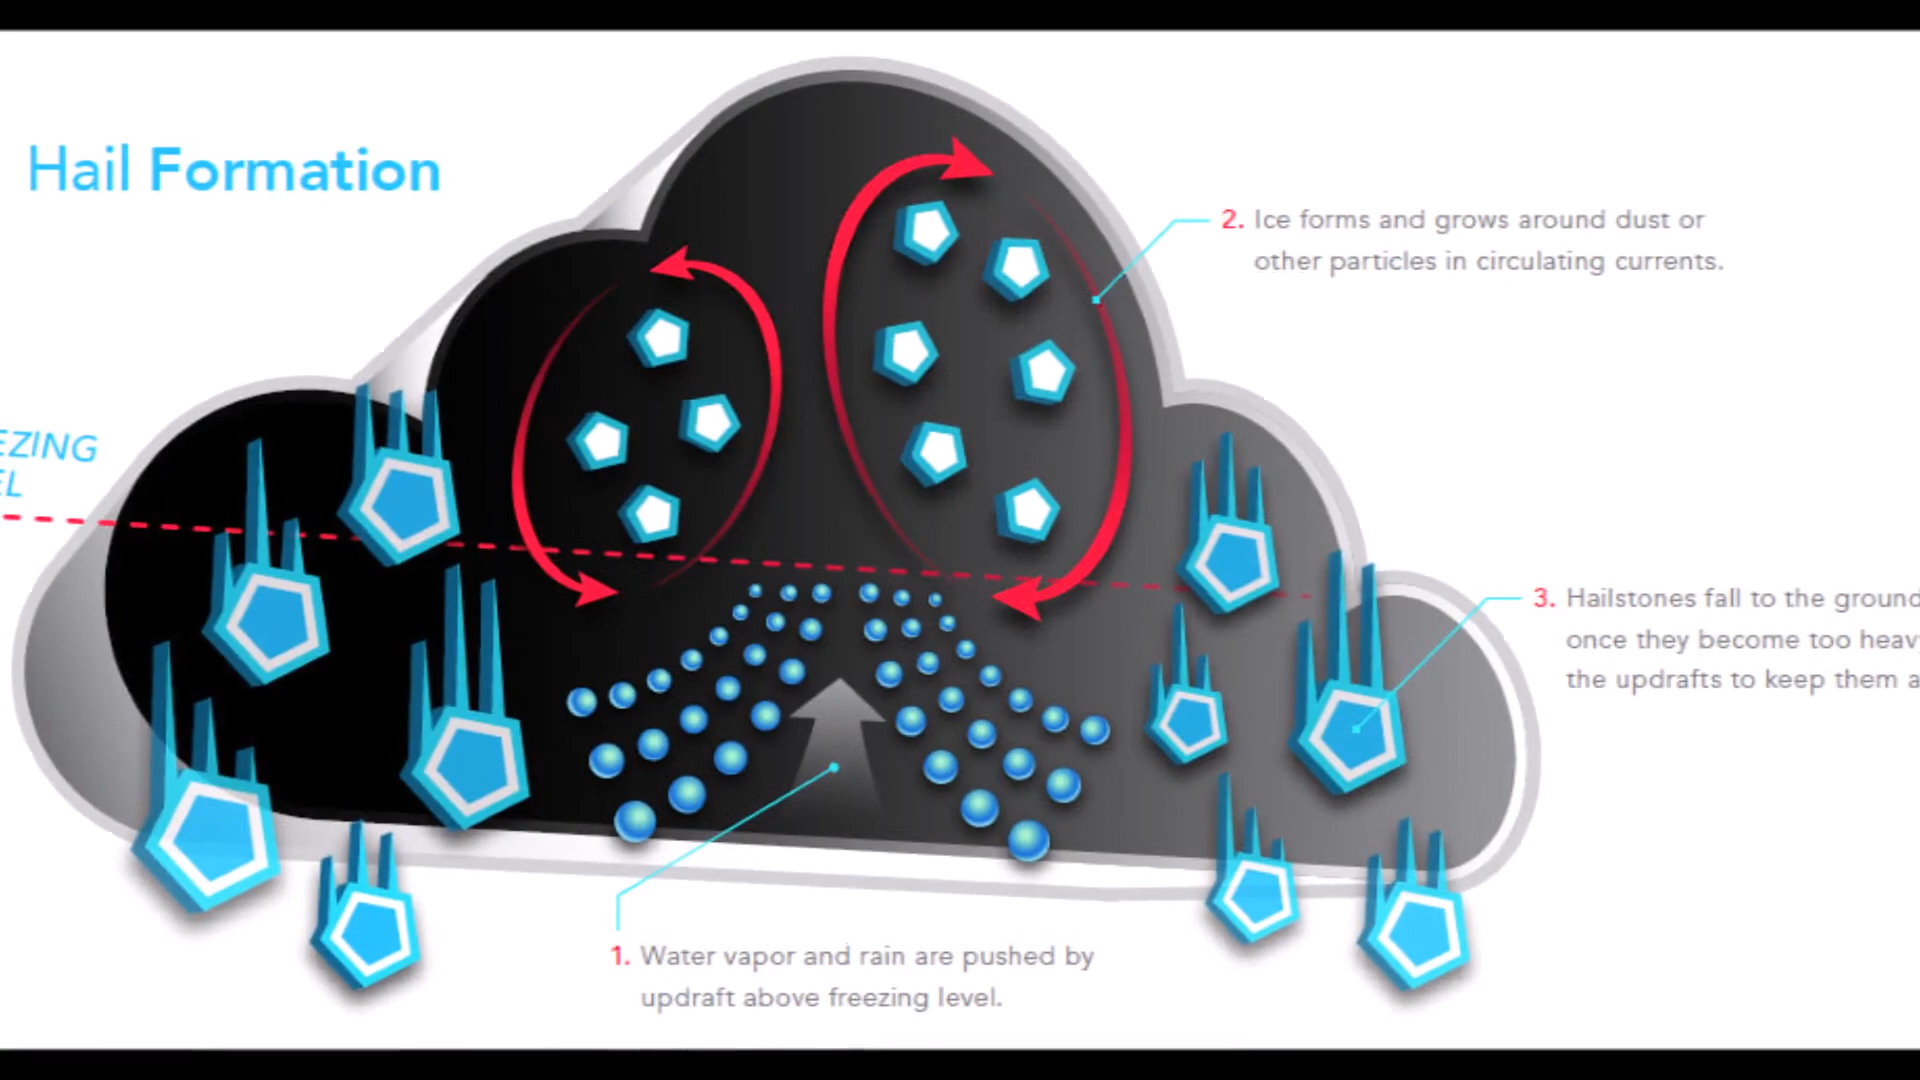 Hail Formation
EZING
EL
2. Ice forms and grows around dust or
other particles in circulating currents.
3. Hailstones fall to the ground
once they become too heavy
the updrafts to keep them a
1. Water vapor and rain are pushed by
updraft above freezing level.